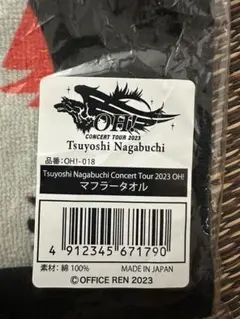 OH!
CONCERT TOUR 2023
Tsuyoshi Nagabuchi
品番:OH!-018
Tsuyoshi Nagabuchi Concert Tour 2023 OH!
マフラータオル
4 912345 671790
素材:綿 100% MADE IN JAPAN
©OFFICE REN 2023